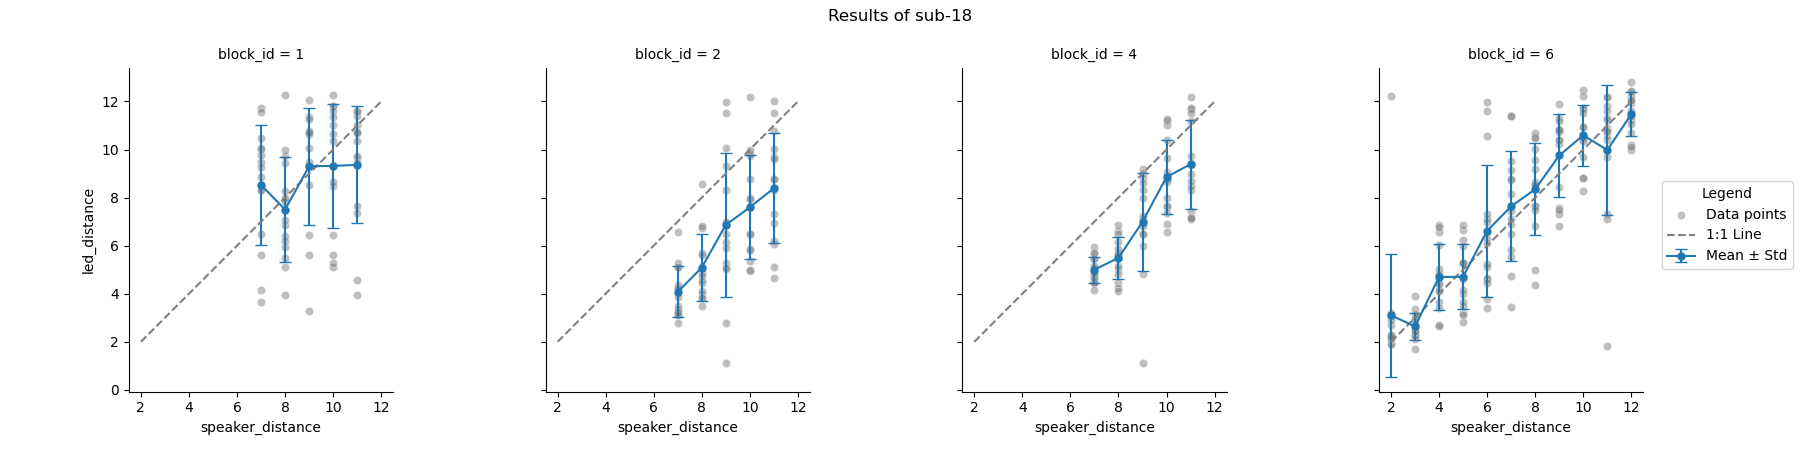 Results of sub-18
block_id = 1
block_id = 2
block_id = 4
block_id = 6
led_distance
12
10
8
6
4
2
0
2 4 6 8 10 12
2 4 6 8 10 12
2 4 6 8 10 12
2 4 6 8 10 12
speaker_distance
speaker_distance
speaker_distance
speaker_distance
Legend
Data points
1:1 Line
Mean ± Std